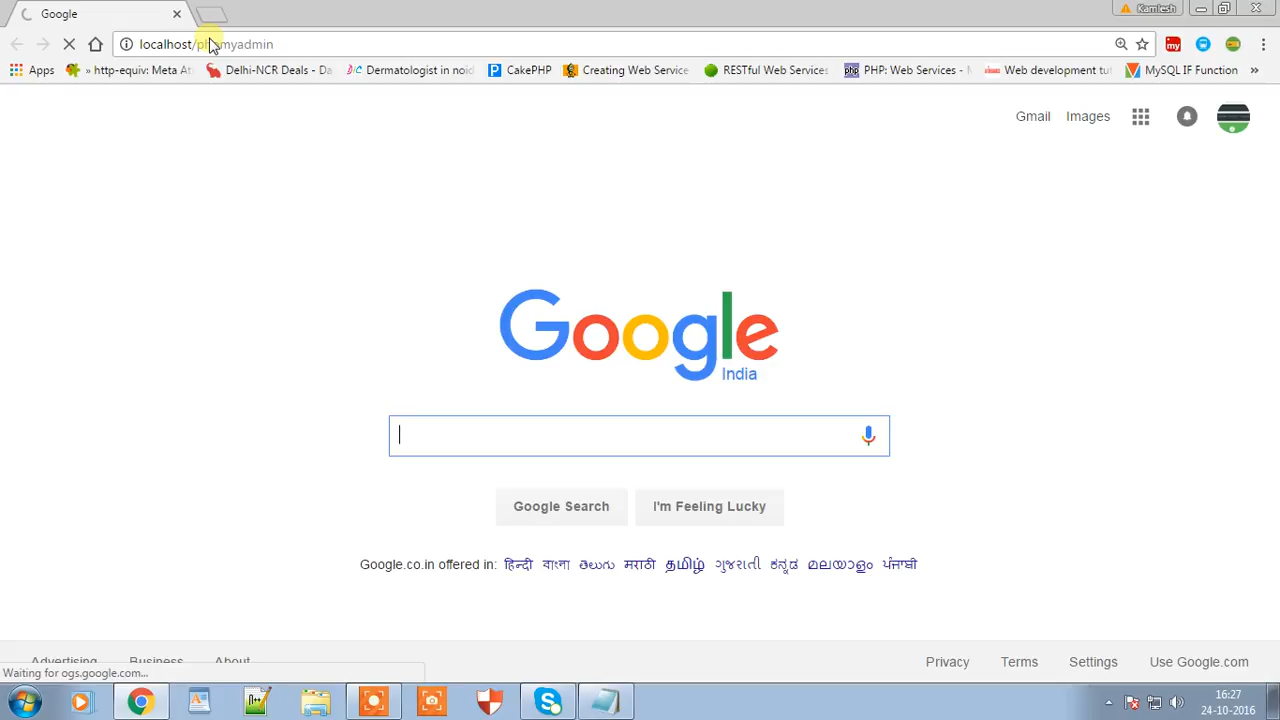 Google
Kamlesh
localhost/phpmyadmin
Apps
» http-equiv: Meta At
Delhi-NCR Deals - Da
Dermatologist in noid
CakePHP
Creating Web Service
RESTful Web Services
PHP: Web Services - M
Web development tut
MySQL IF Function
»
Gmail
Images
Google
India
Google Search
I'm Feeling Lucky
Google.co.in offered in: हिन्दी বাংলা తెలుగు मराठी தமிழ் ગુજરાતી ಕನ್ನಡ മലയാളം ਪੰਜਾਬੀ
Advertising
Business
About
Privacy
Terms
Settings
Use Google.com
Waiting for ogs.google.com...
16:27
24-10-2016